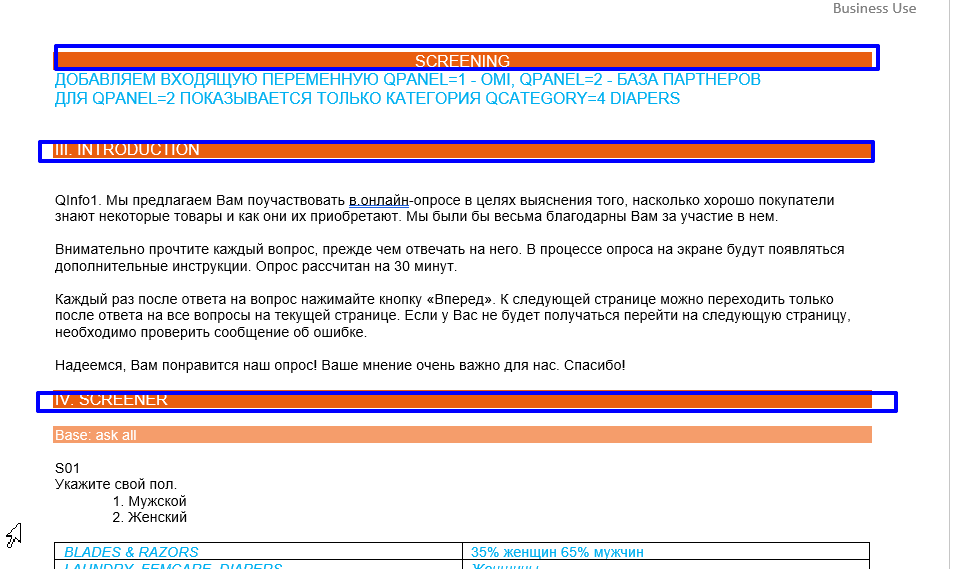 Business Use
SCREENING
ДОБАВЛЯЕМ ВХОДЯЩУЮ ПЕРЕМЕННУЮ QPANEL=1 - OMI, QPANEL=2 - БАЗА ПАРТНЕРОВ
ДЛЯ QPANEL=2 ПОКАЗЫВАЕТСЯ ТОЛЬКО КАТЕГОРИЯ QCATEGORY=4 DIAPERS
III. INTRODUCTION
QInfo1. Мы предлагаем Вам поучаствовать в.онлайн-опросе в целях выяснения того, насколько хорошо покупатели
знают некоторые товары и как они их приобретают. Мы были бы весьма благодарны Вам за участие в нем.
Внимательно прочтите каждый вопрос, прежде чем отвечать на него. В процессе опроса на экране будут появляться
дополнительные инструкции. Опрос рассчитан на 30 минут.
Каждый раз после ответа на вопрос нажимайте кнопку «Вперед». К следующей странице можно переходить только
после ответа на все вопросы на текущей странице. Если у Вас не будет получаться перейти на следующую страницу,
необходимо проверить сообщение об ошибке.
Надеемся, Вам понравится наш опрос! Ваше мнение очень важно для нас. Спасибо!
IV. SCREENER
Base: ask all
S01
Укажите свой пол.
1. Мужской
2. Женский
BLADES & RAZORS 35% женщин 65% мужчин
LAUNDRY, FEMCARE, DIAPERS Женщины